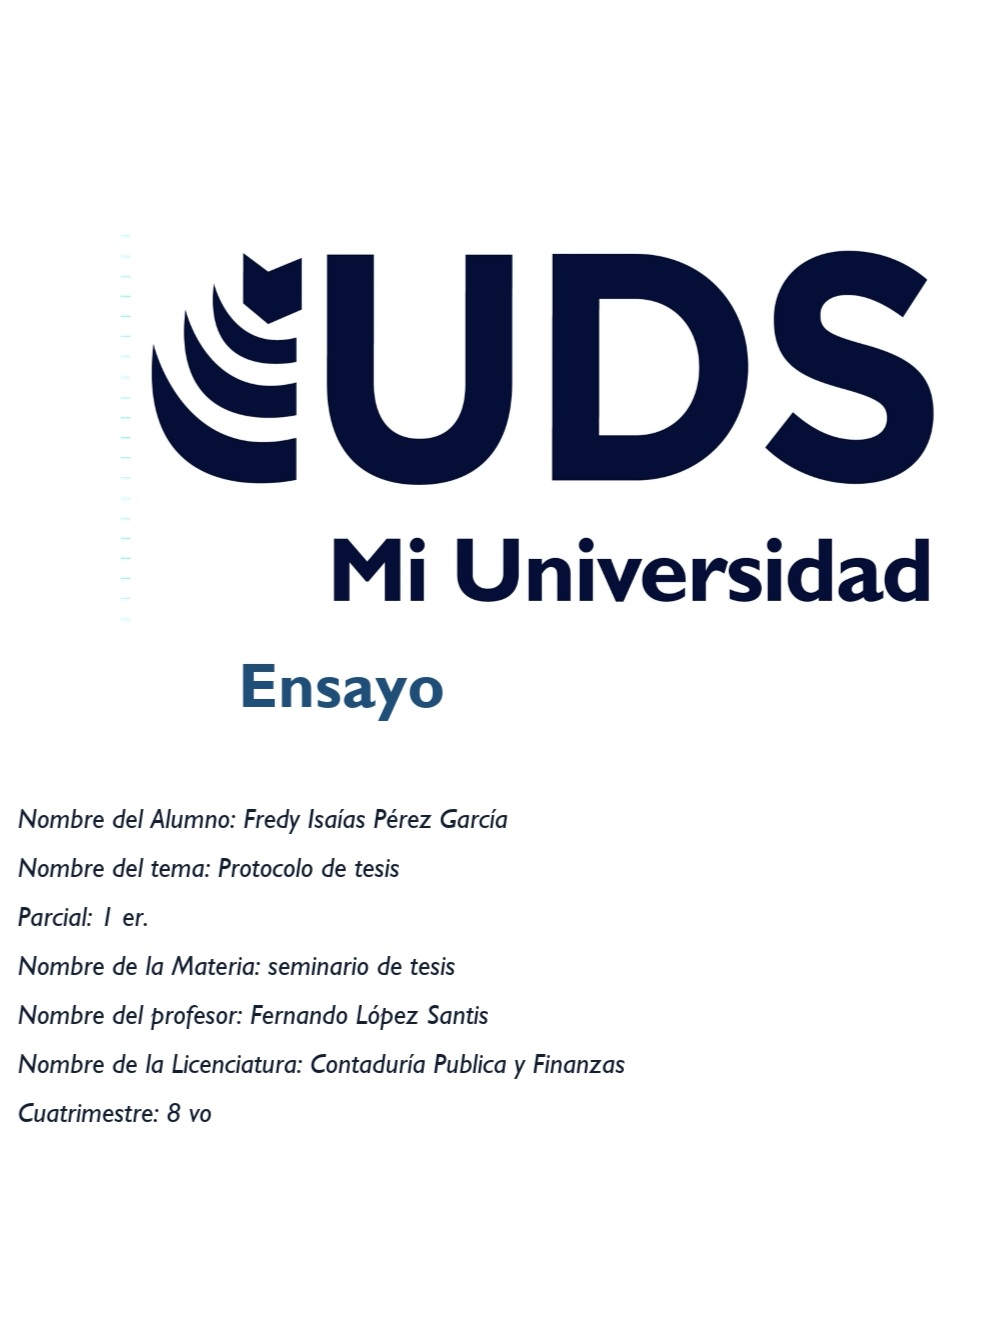 UDS
Mi Universidad
Ensayo
Nombre del Alumno: Fredy Isaías Pérez García
Nombre del tema: Protocolo de tesis
Parcial: 1 er.
Nombre de la Materia: seminario de tesis
Nombre del profesor: Fernando López Santis
Nombre de la Licenciatura: Contaduría Publica y Finanzas
Cuatrimestre: 8 vo